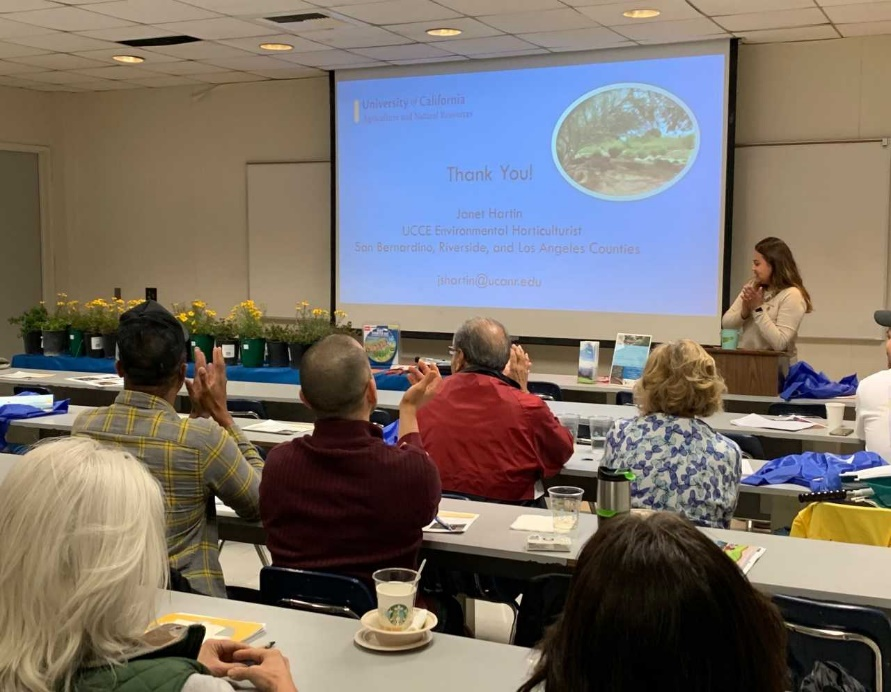 University of California
Agriculture and Natural Resources
Thank You!
Janet Hartin
UCCE Environmental Horticulturist
San Bernardino, Riverside, and Los Angeles Counties
jshartin@ucanr.edu